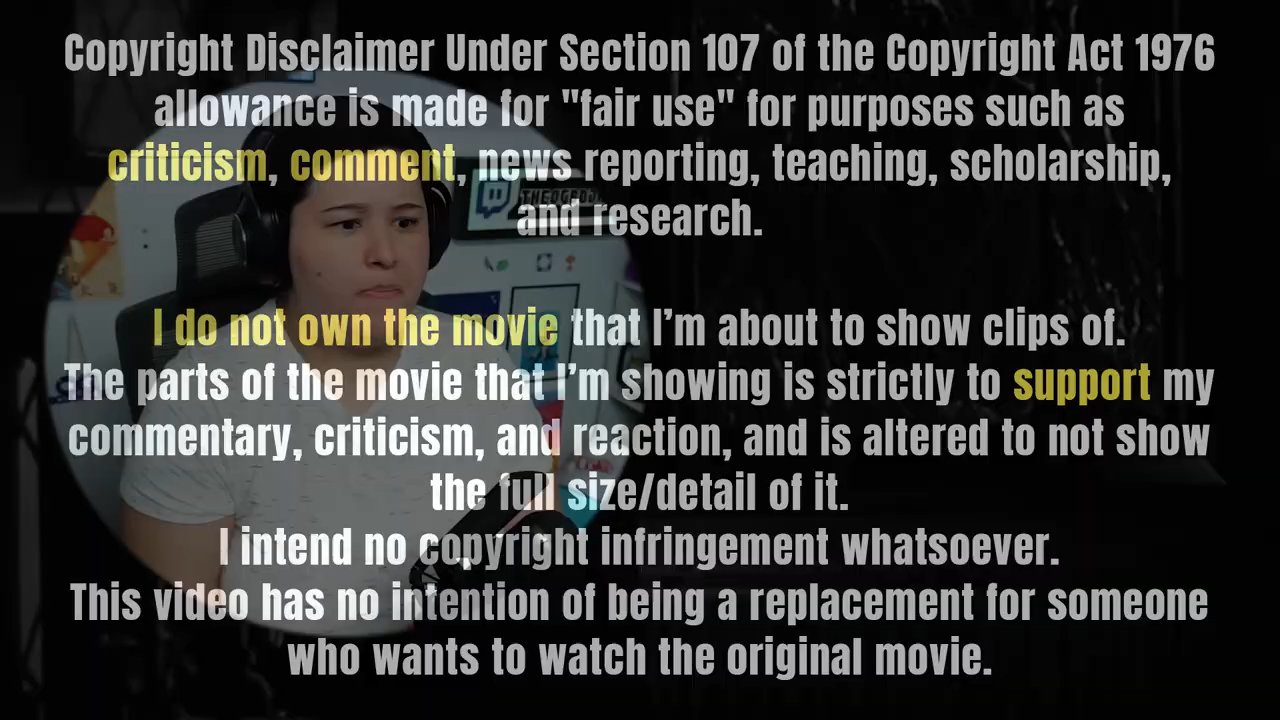 Copyright Disclaimer Under Section 107 of the Copyright Act 1976
allowance is made for "fair use" for purposes such as
criticism, comment, news reporting, teaching, scholarship,
and research.
I do not own the movie that I'm about to show clips of.
The parts of the movie that I'm showing is strictly to support my
commentary, criticism, and reaction, and is altered to not show
the full size/detail of it.
I intend no copyright infringement whatsoever.
This video has no intention of being a replacement for someone
who wants to watch the original movie.